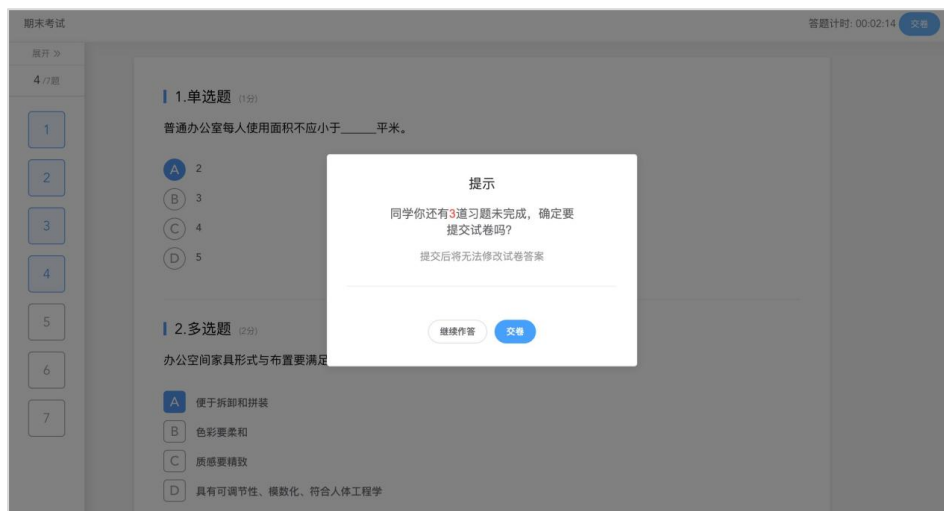 期末考试
答题计时: 00:02:14 交卷
展开 »
4 /7题
1
2
3
4
5
6
7
1.单选题 (1分)
普通办公室每人使用面积不应小于______平米。
A 2
B 3
C 4
D 5
2.多选题 (2分)
办公空间家具形式与布置要满足
A 便于拆卸和拼装
B 色彩要柔和
C 质感要精致
D 具有可调节性、模数化、符合人体工程学
提示
同学你还有3道习题未完成，确定要
提交试卷吗?
提交后将无法修改试卷答案
继续作答 交卷